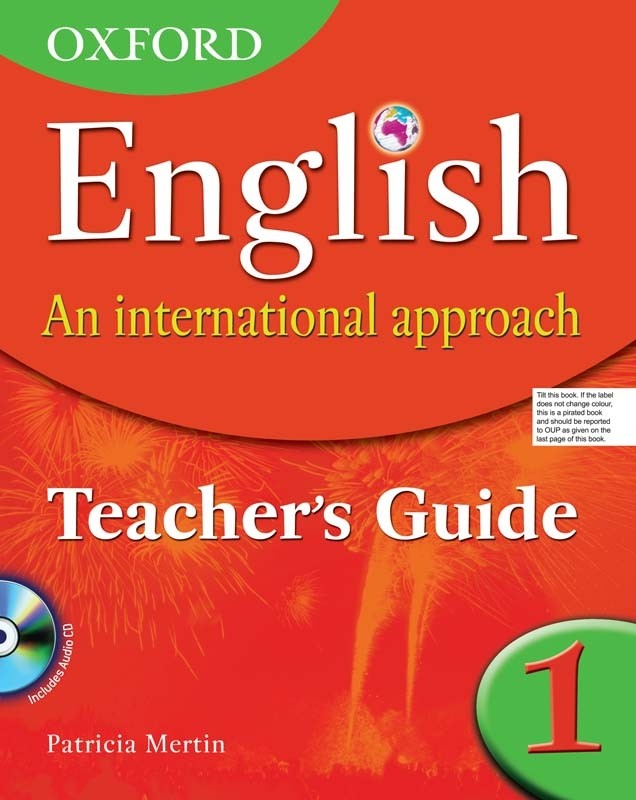 OXFORD
English
An international approach
Tilt this book. If the label
does not change colour,
this is a pirated book
and should be reported
to OUP as given on the
last page of this book.
Teacher's Guide
Includes Audio CD
1
Patricia Mertin